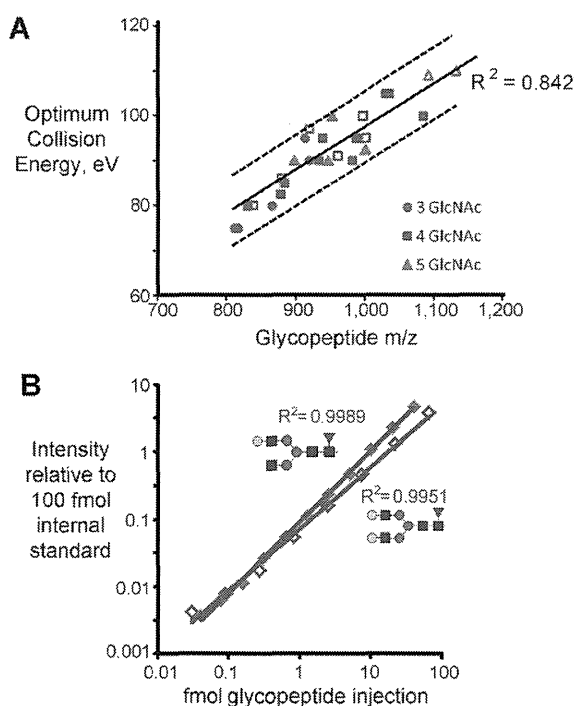 A
Optimum
Collision
Energy, eV
120
100
80
60
700
800
900
1,000
1,100
1,200
Glycopeptide m/z
R² = 0.842
3 GlcNAc
4 GlcNAc
5 GlcNAc
B
Intensity
relative to
100 fmol
internal
standard
10
1
0.1
0.01
0.001
0.01
0.1
1
10
100
fmol glycopeptide injection
R²=0.9989
R²=0.9951